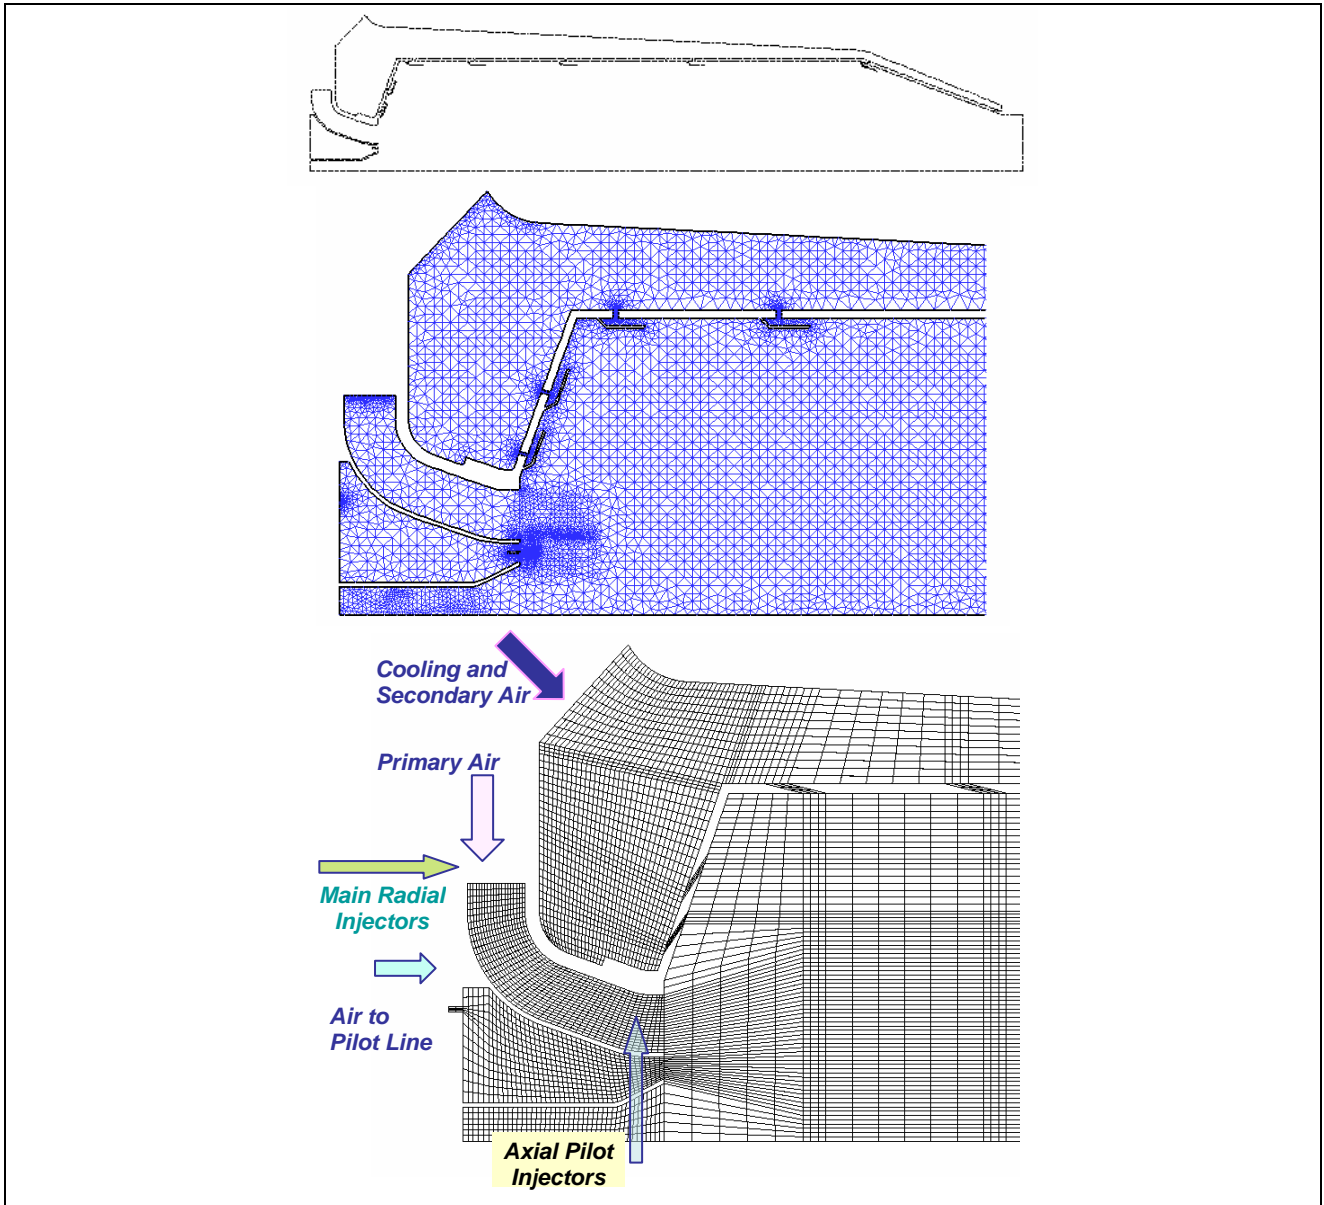 Cooling and
Secondary Air
Primary Air
Main Radial
Injectors
Air to
Pilot Line
Axial Pilot
Injectors